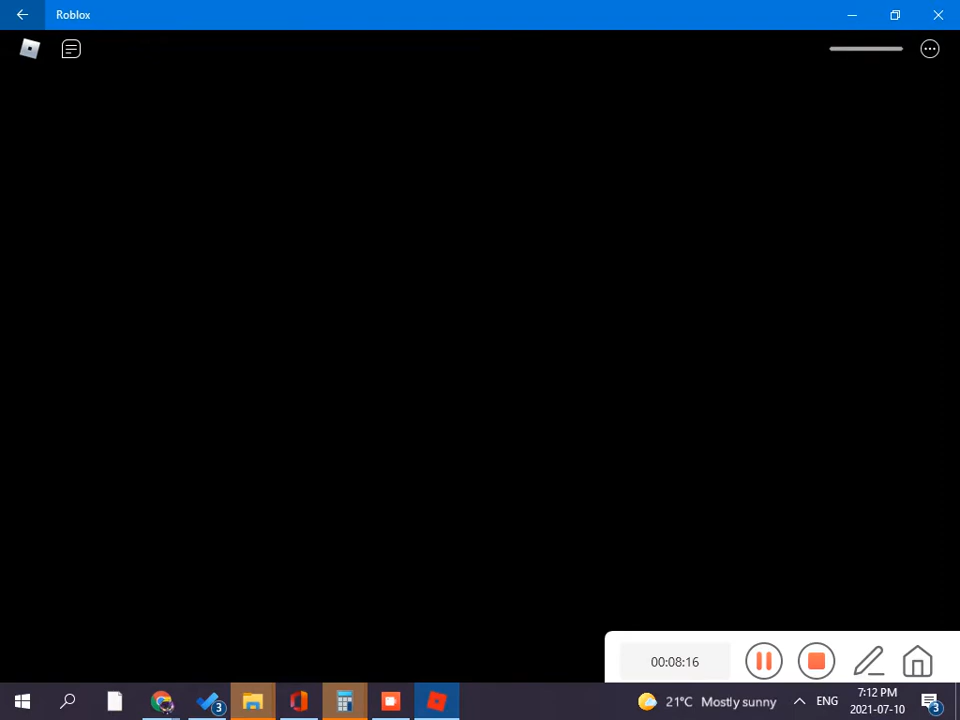 Roblox
00:08:16
3
21°C Mostly sunny
ENG
7:12 PM
2021-07-10
3